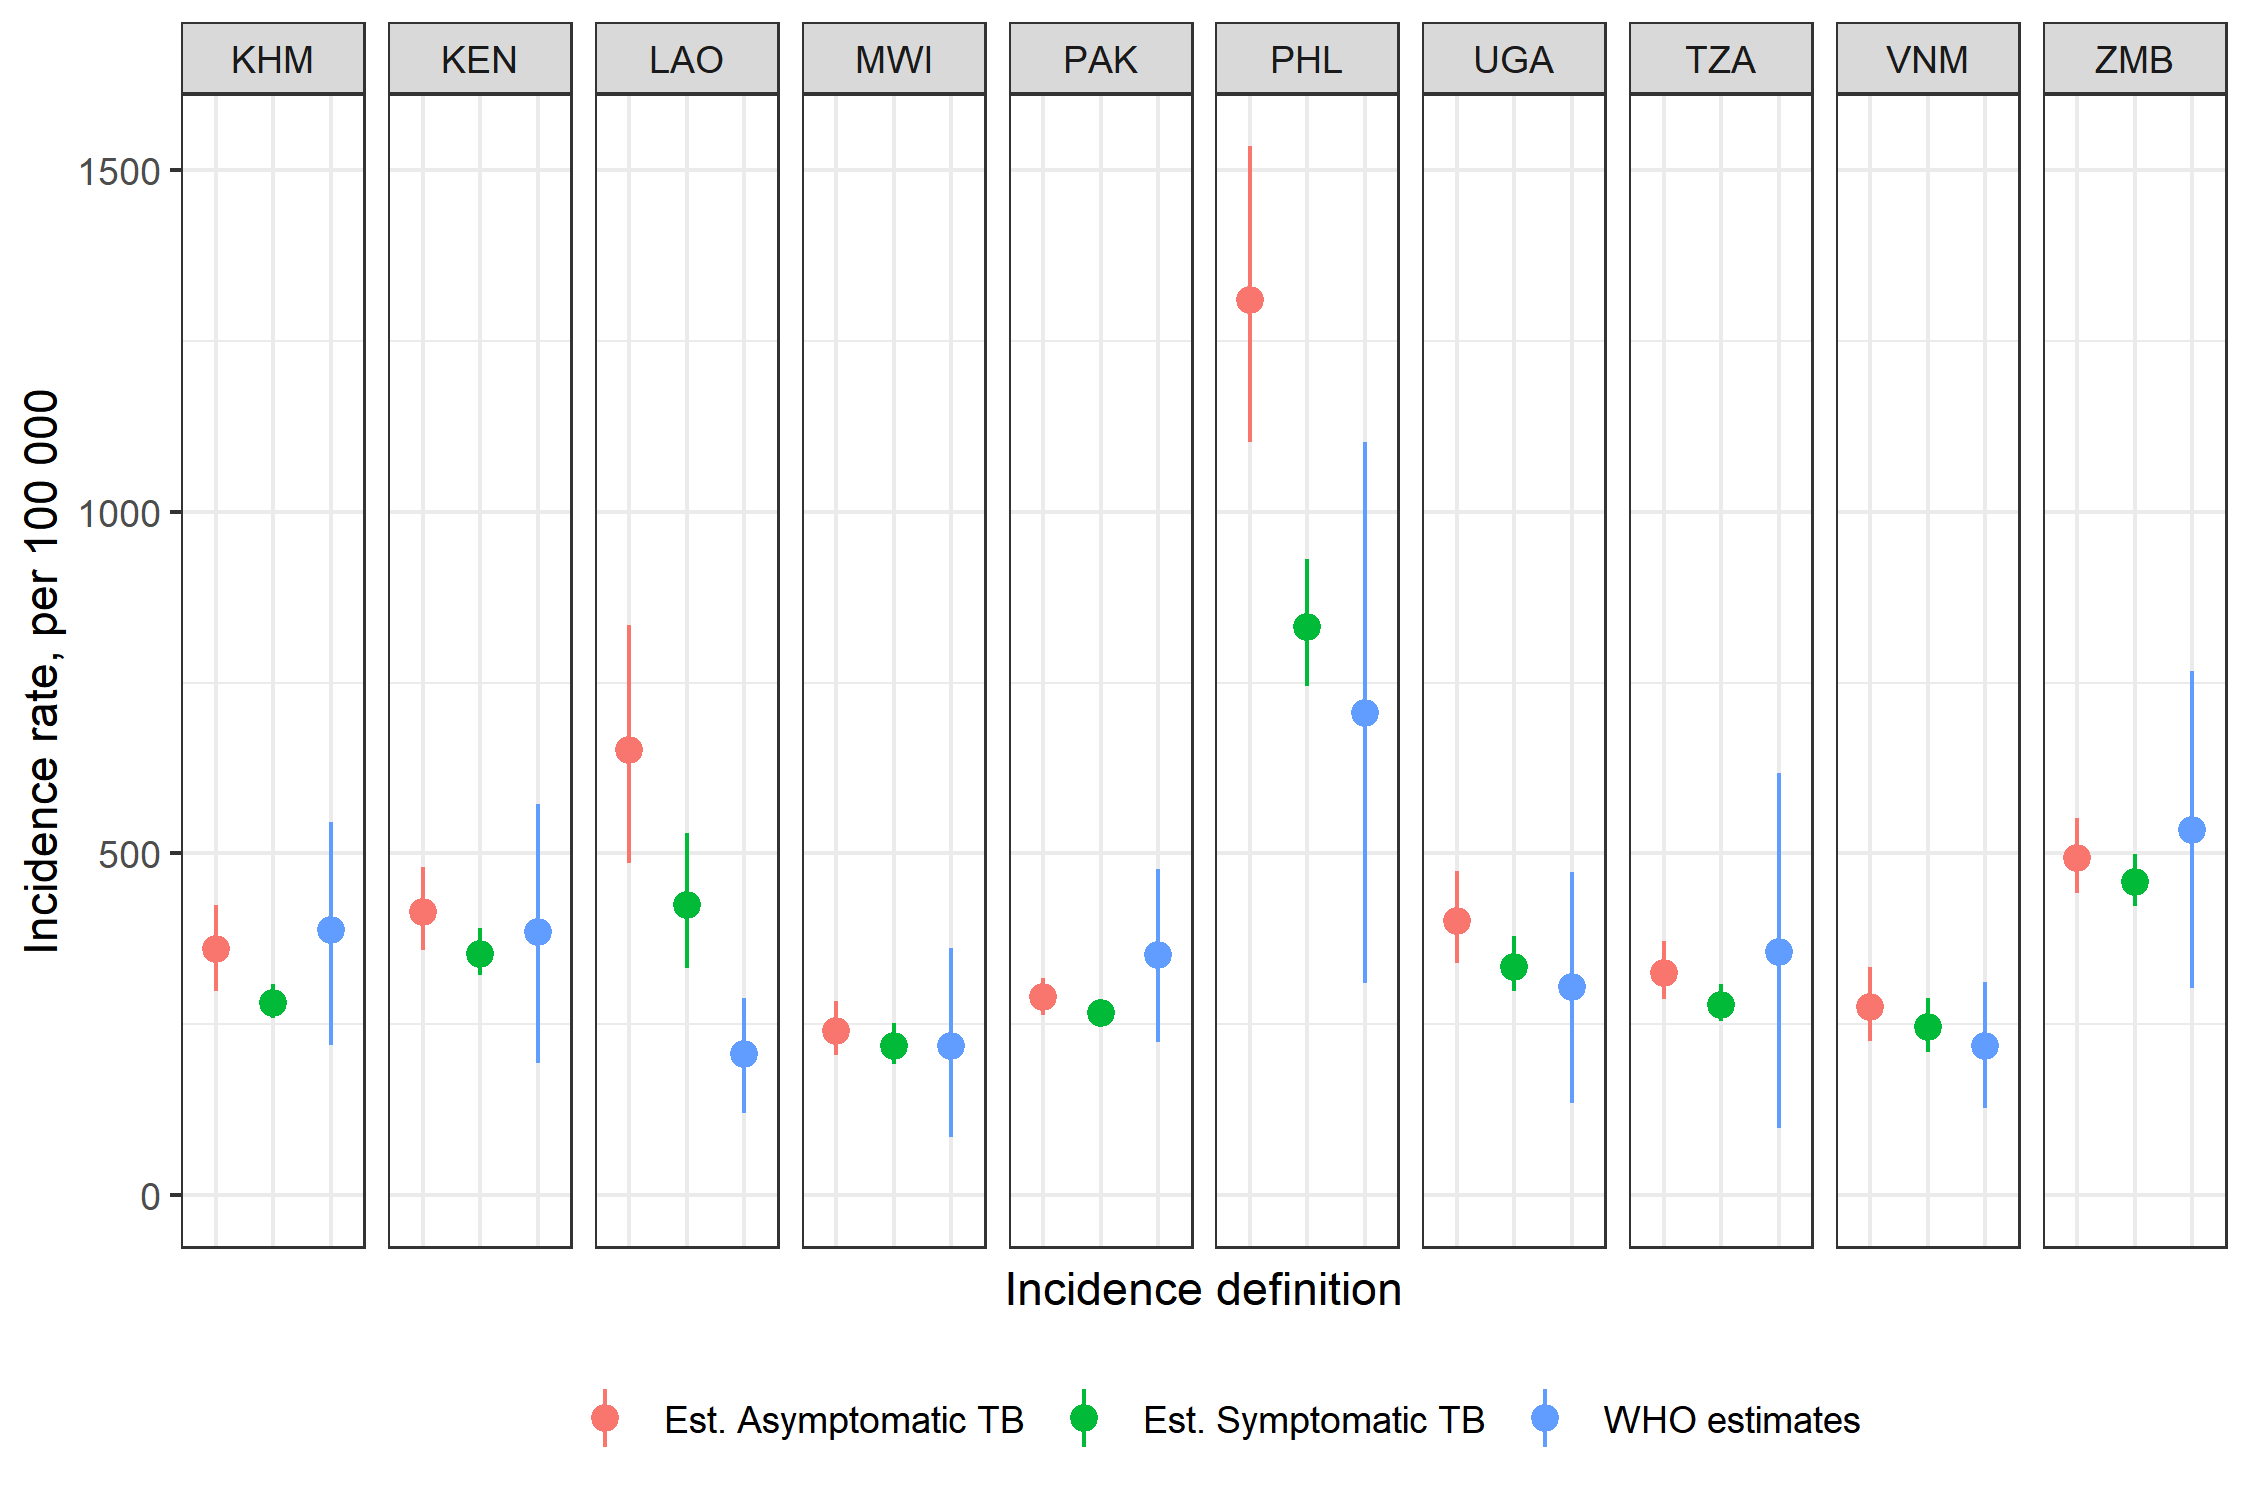 KHM KEN LAO MWI PAK PHL UGA TZA VNM ZMB
1500
1000
500
0
Incidence rate, per 100 000
Incidence definition
Est. Asymptomatic TB Est. Symptomatic TB WHO estimates